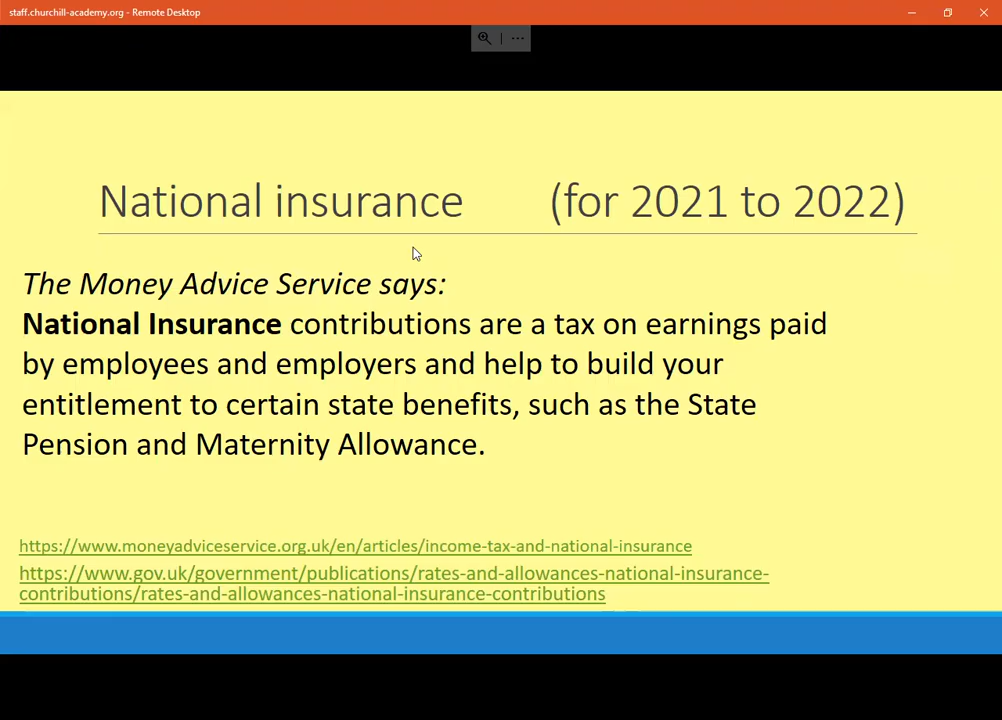 staff.churchill-academy.org - Remote Desktop
National insurance (for 2021 to 2022)
The Money Advice Service says:
National Insurance contributions are a tax on earnings paid
by employees and employers and help to build your
entitlement to certain state benefits, such as the State
Pension and Maternity Allowance.
https://www.moneyadviceservice.org.uk/en/articles/income-tax-and-national-insurance
https://www.gov.uk/government/publications/rates-and-allowances-national-insurance-
contributions/rates-and-allowances-national-insurance-contributions